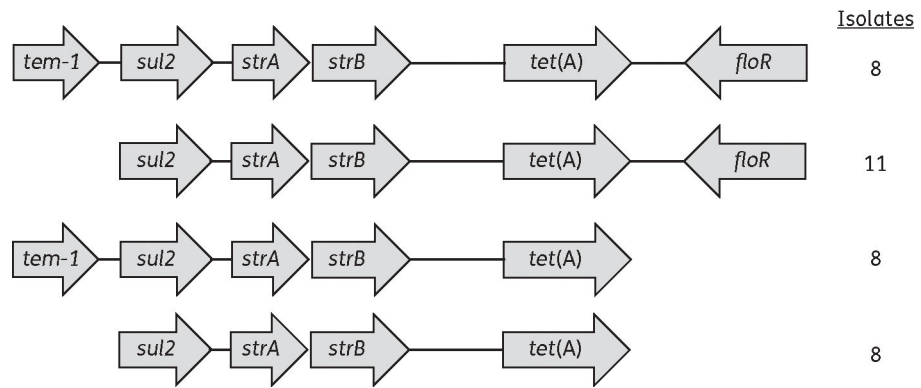 Isolates
tem-1 sul2 strA strB tet(A) floR 8
sul2 strA strB tet(A) floR 11
tem-1 sul2 strA strB tet(A) 8
sul2 strA strB tet(A) 8